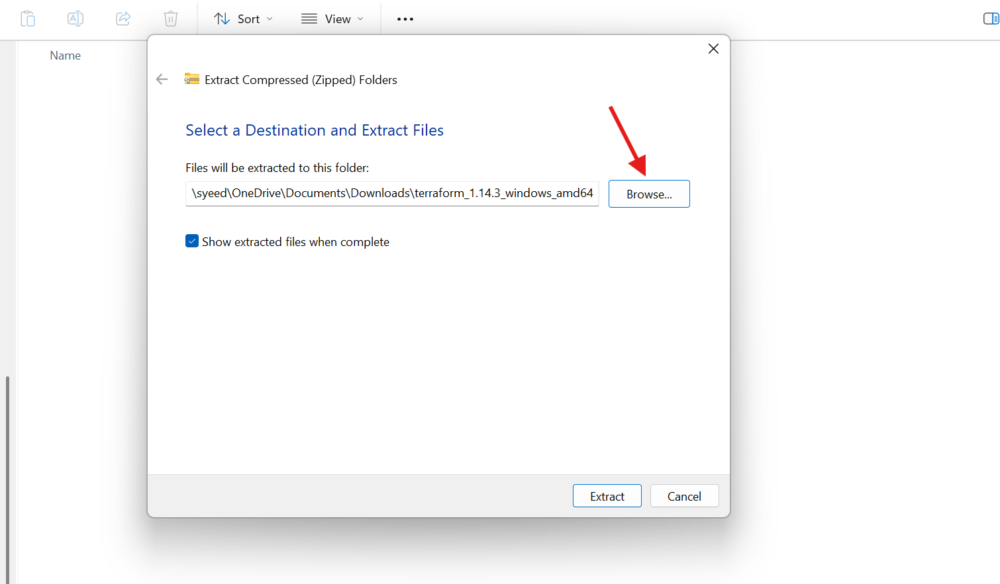 Sort
View
Name
Extract Compressed (Zipped) Folders
Select a Destination and Extract Files
Files will be extracted to this folder:
\syeed\OneDrive\Documents\Downloads\terraform_1.14.3_windows_amd64
Browse...
Show extracted files when complete
Extract
Cancel